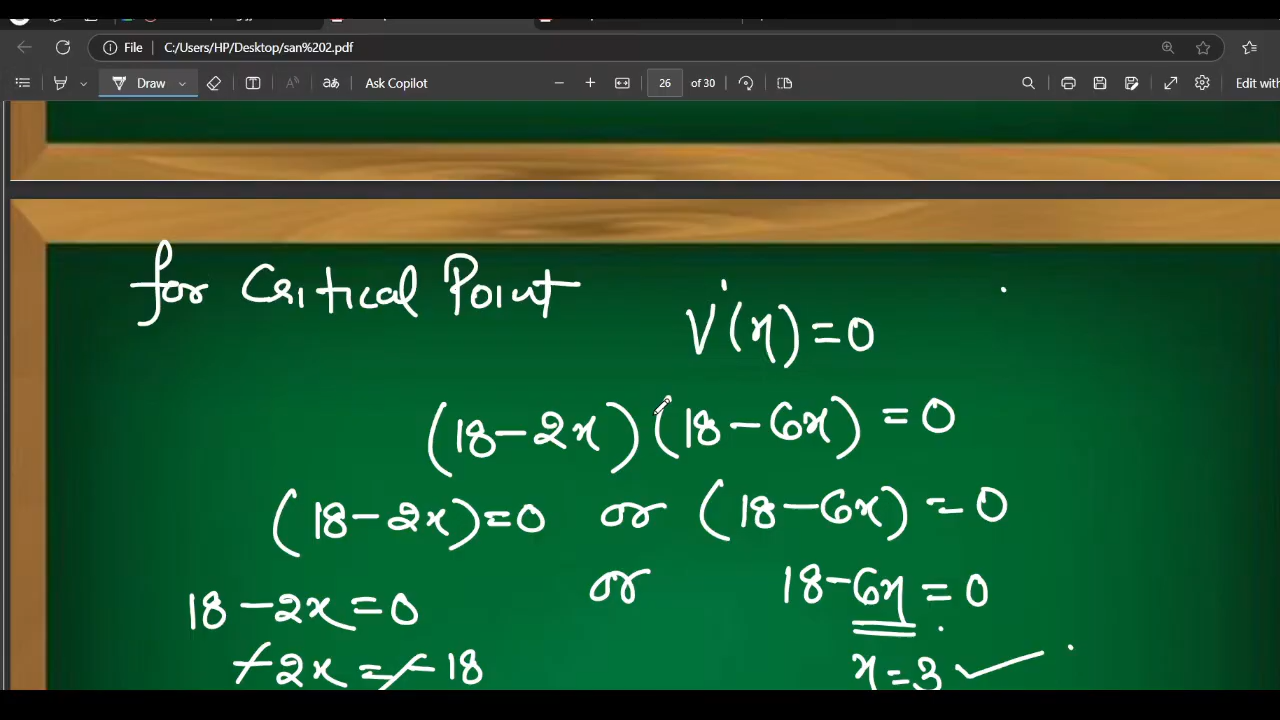 File | C:/Users/HP/Desktop/san%202.pdf
Draw Ask Copilot 26 of 30 Edit with
for Critical Point
V'(x)=0
(18-2x)(18-6x)=0
(18-2x)=0 or (18-6x)=0
18-2x=0 or 18-6x=0
-2x=-18 x=3 ✓